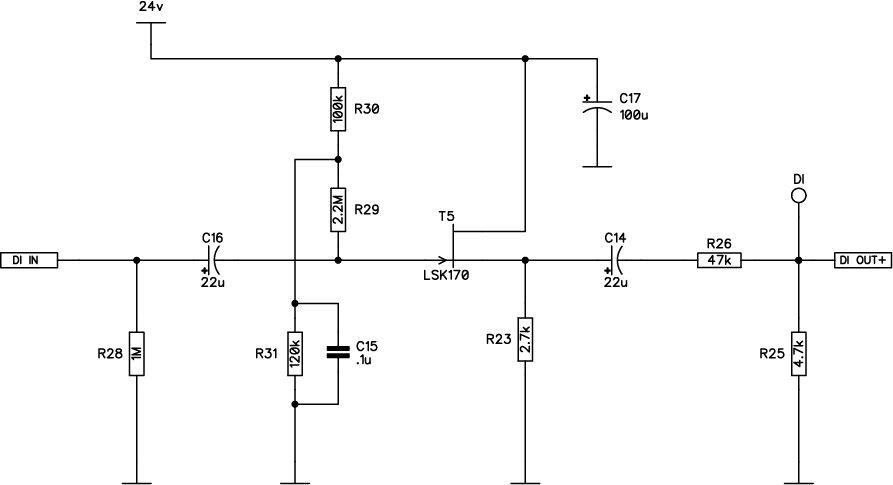 24v
C17
100u
100k
R30
2.2M
R29
T5
DI
C16
C14
R26
DI IN
47k
DI OUT+
+
22u
LSK170
+
22u
+
R28
1M
R31
120k
C15
.1u
R23
2.7k
R25
4.7k